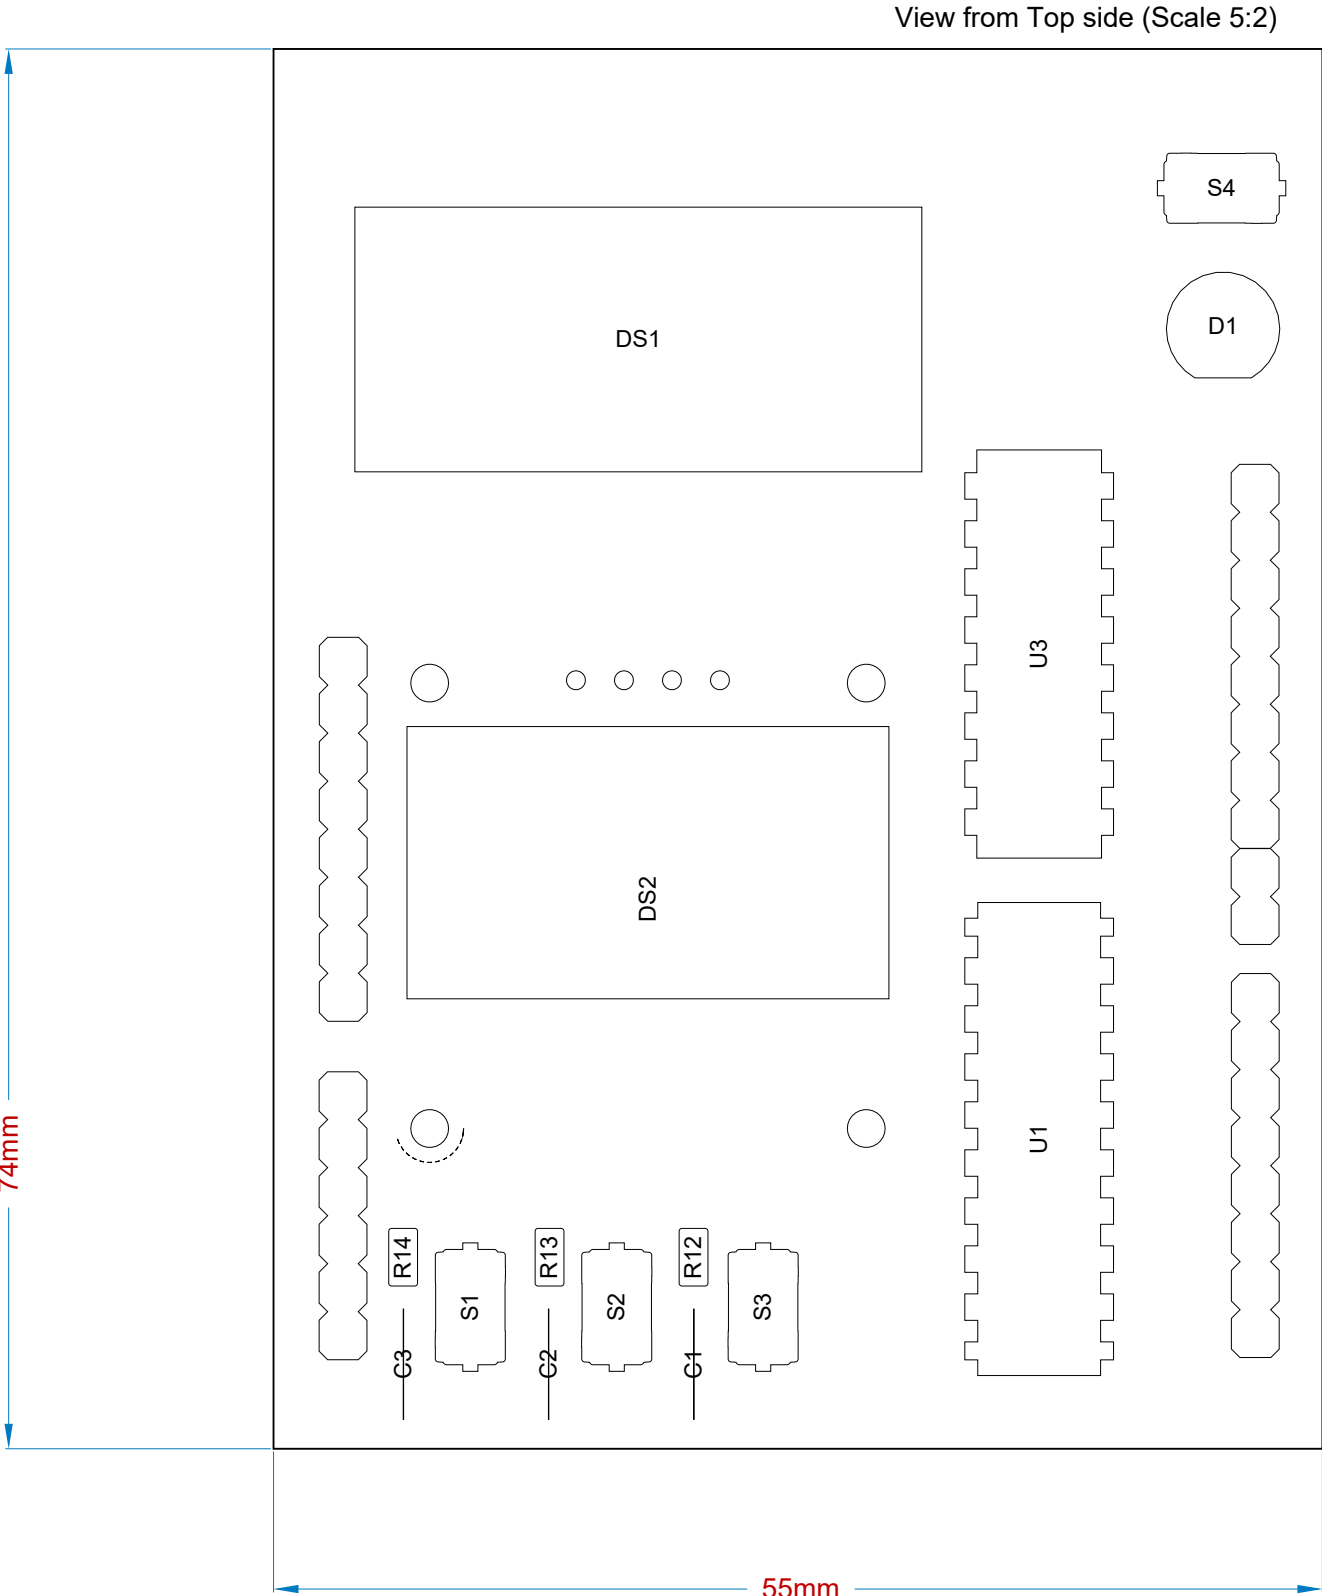 View from Top side (Scale 5:2)
S4
D1
DS1
U3
DS2
U1
74mm
R14
R13
R12
S1
S2
S3
C3
C2
C1
55mm